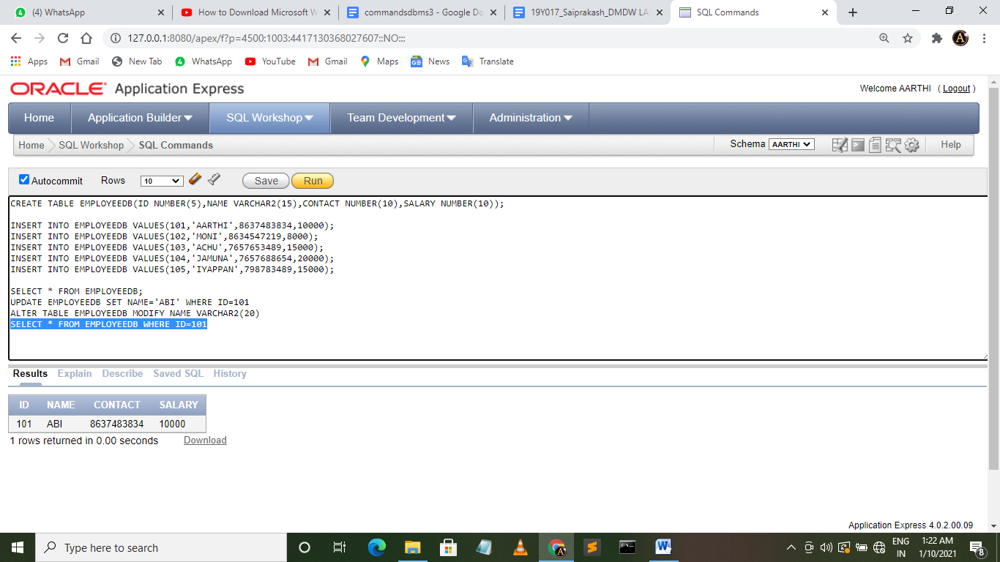 (4) WhatsApp
How to Download Microsoft W
commandsdbms3 - Google Do
19Y017_Saiprakash_DMDW LA
SQL Commands
127.0.0.1:8080/apex/f?p=4500:1003:4417130368027607::NO:::
Apps Gmail New Tab WhatsApp YouTube Gmail Maps News Translate
ORACLE Application Express
Welcome AARTHI ( Logout )
Home Application Builder SQL Workshop Team Development Administration
Home SQL Workshop SQL Commands
Schema AARTHI Help
Autocommit Rows 10 Save Run
CREATE TABLE EMPLOYEEDB(ID NUMBER(5),NAME VARCHAR2(15),CONTACT NUMBER(10),SALARY NUMBER(10));
INSERT INTO EMPLOYEEDB VALUES(101,'AARTHI',8637483834,10000);
INSERT INTO EMPLOYEEDB VALUES(102,'MONI',8634547219,8000);
INSERT INTO EMPLOYEEDB VALUES(103,'ACHU',7657653489,15000);
INSERT INTO EMPLOYEEDB VALUES(104,'JAMUNA',7657688654,20000);
INSERT INTO EMPLOYEEDB VALUES(105,'IYAPPAN',798783489,15000);
SELECT * FROM EMPLOYEEDB;
UPDATE EMPLOYEEDB SET NAME='ABI' WHERE ID=101
ALTER TABLE EMPLOYEEDB MODIFY NAME VARCHAR2(20)
SELECT * FROM EMPLOYEEDB WHERE ID=101
Results Explain Describe Saved SQL History
ID NAME CONTACT SALARY
101 ABI 8637483834 10000
1 rows returned in 0.00 seconds Download
Application Express 4.0.2.00.09
Type here to search
ENG
IN
1:22 AM
1/10/2021
8